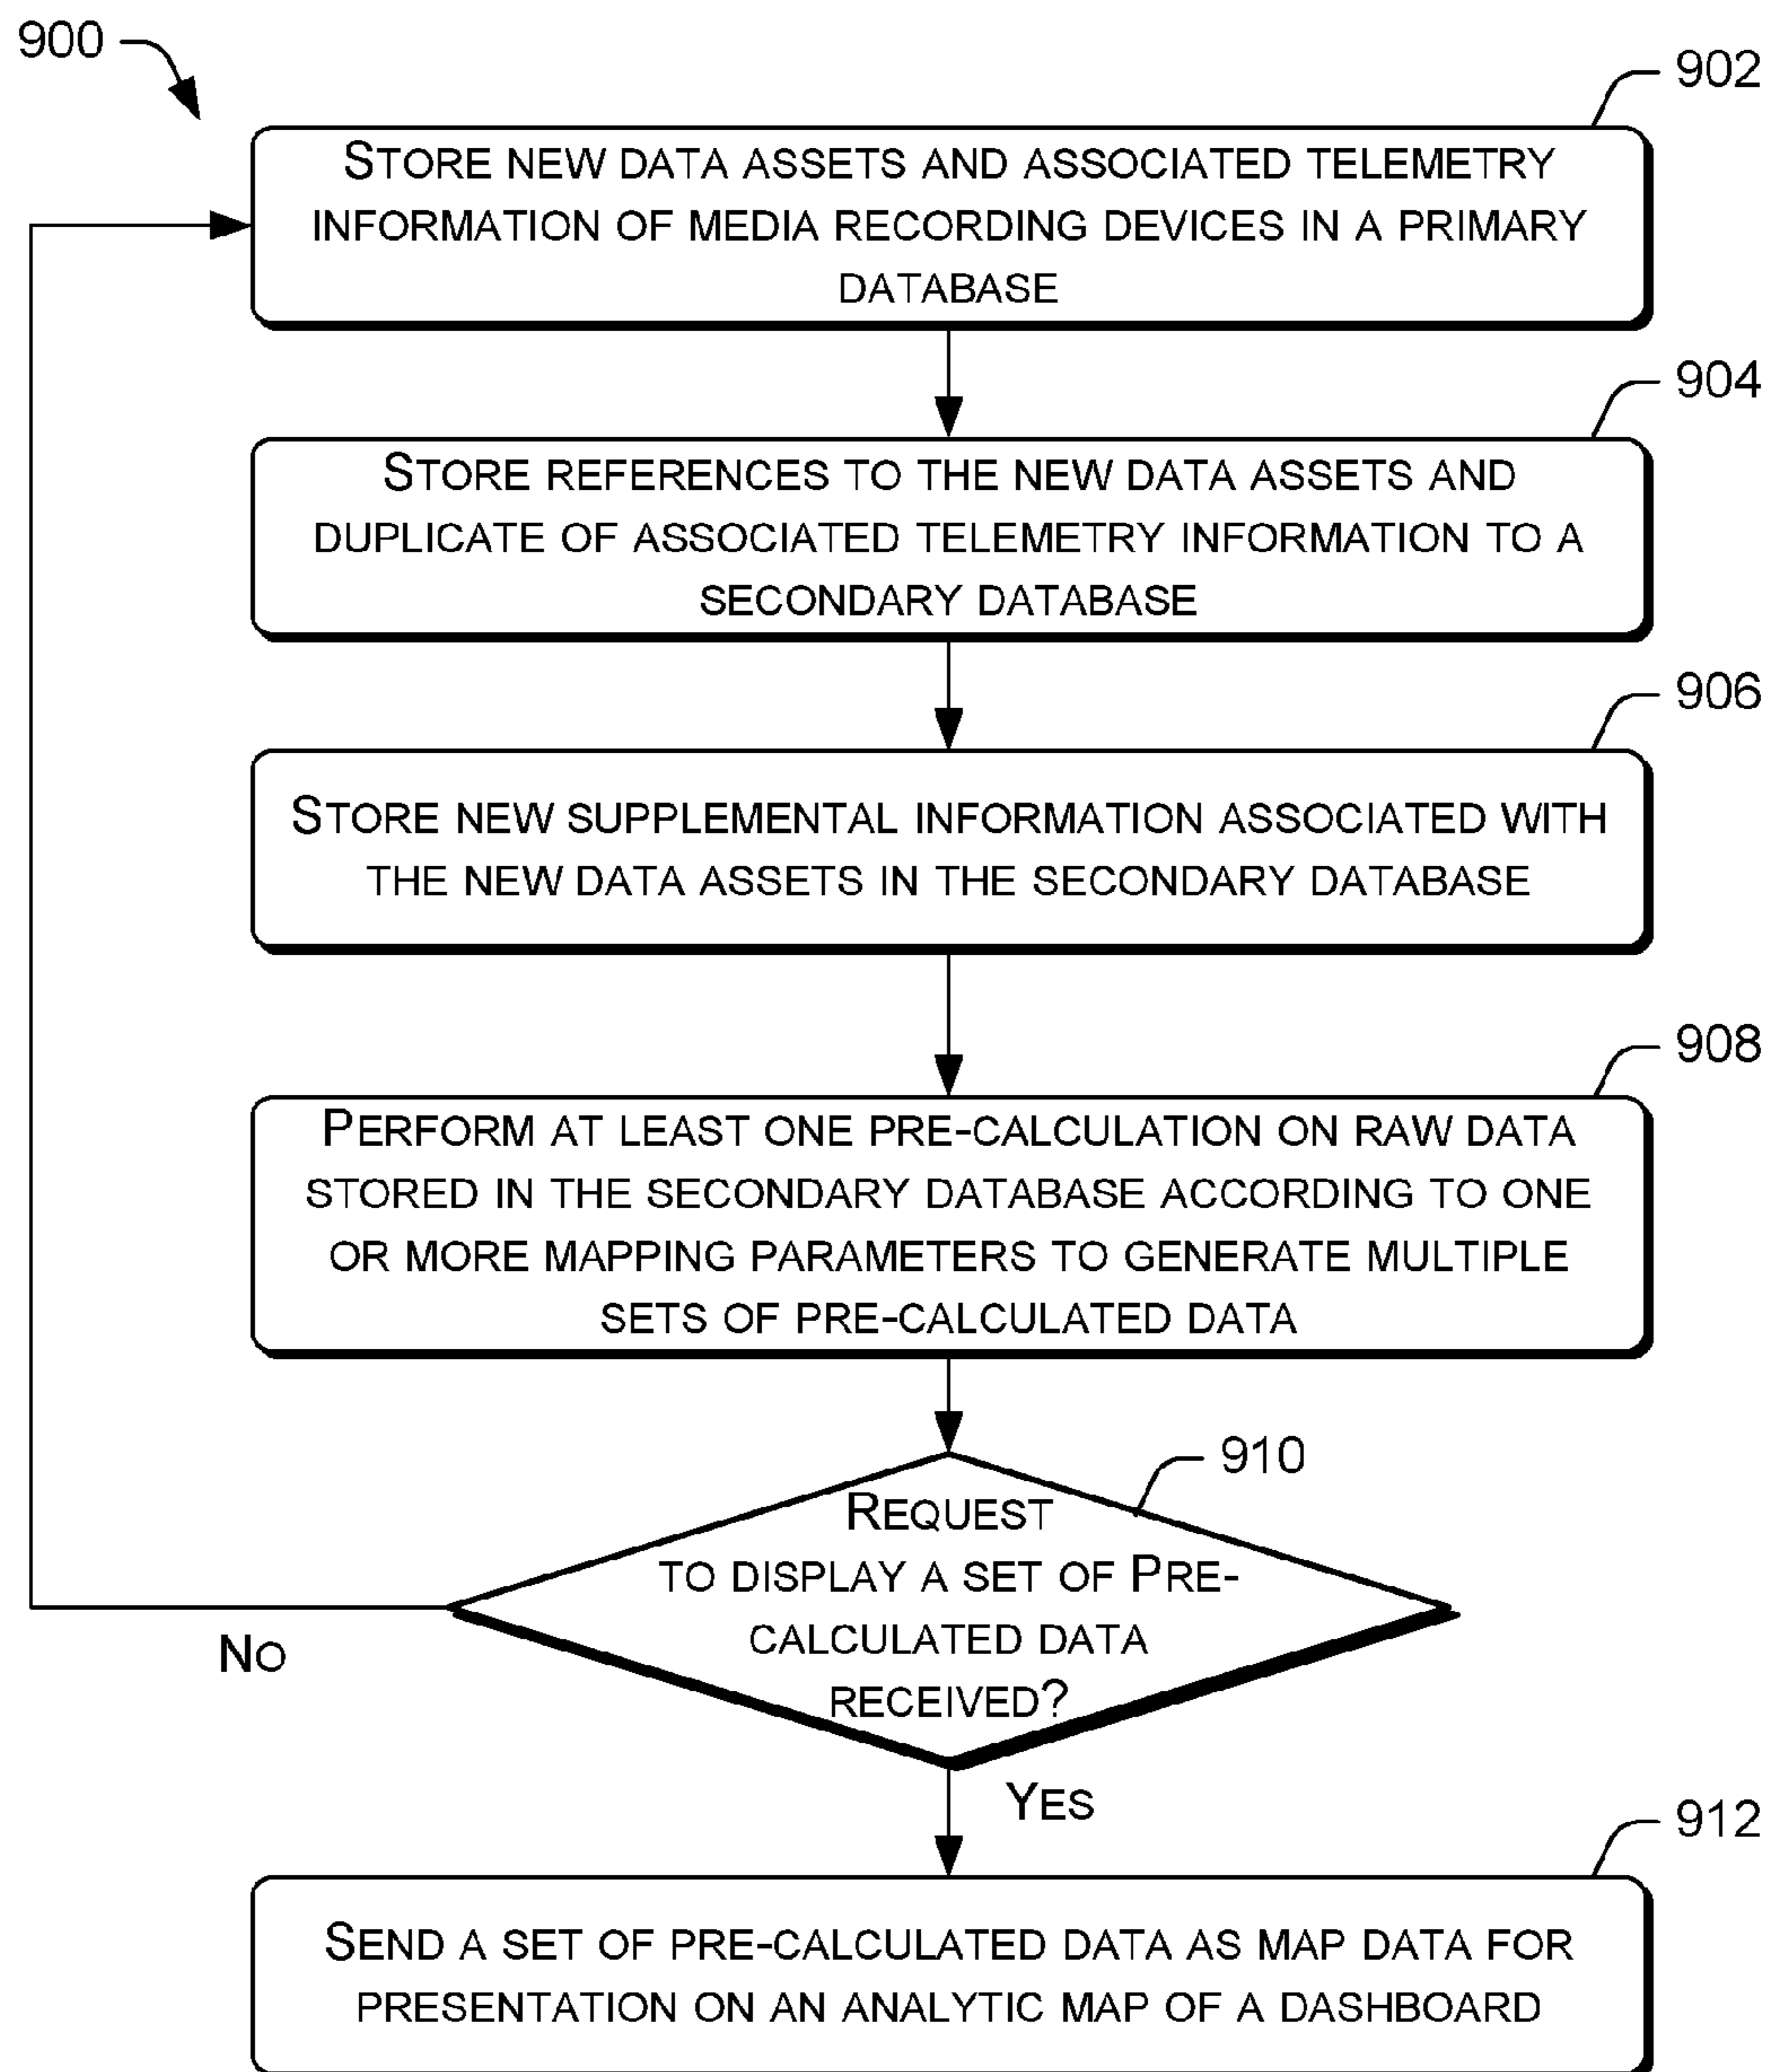 900
902
STORE NEW DATA ASSETS AND ASSOCIATED TELEMETRY
INFORMATION OF MEDIA RECORDING DEVICES IN A PRIMARY
DATABASE
904
STORE REFERENCES TO THE NEW DATA ASSETS AND
DUPLICATE OF ASSOCIATED TELEMETRY INFORMATION TO A
SECONDARY DATABASE
906
STORE NEW SUPPLEMENTAL INFORMATION ASSOCIATED WITH
THE NEW DATA ASSETS IN THE SECONDARY DATABASE
908
PERFORM AT LEAST ONE PRE-CALCULATION ON RAW DATA
STORED IN THE SECONDARY DATABASE ACCORDING TO ONE
OR MORE MAPPING PARAMETERS TO GENERATE MULTIPLE
SETS OF PRE-CALCULATED DATA
910
REQUEST
TO DISPLAY A SET OF PRE-
CALCULATED DATA
RECEIVED?
NO
YES
912
SEND A SET OF PRE-CALCULATED DATA AS MAP DATA FOR
PRESENTATION ON AN ANALYTIC MAP OF A DASHBOARD